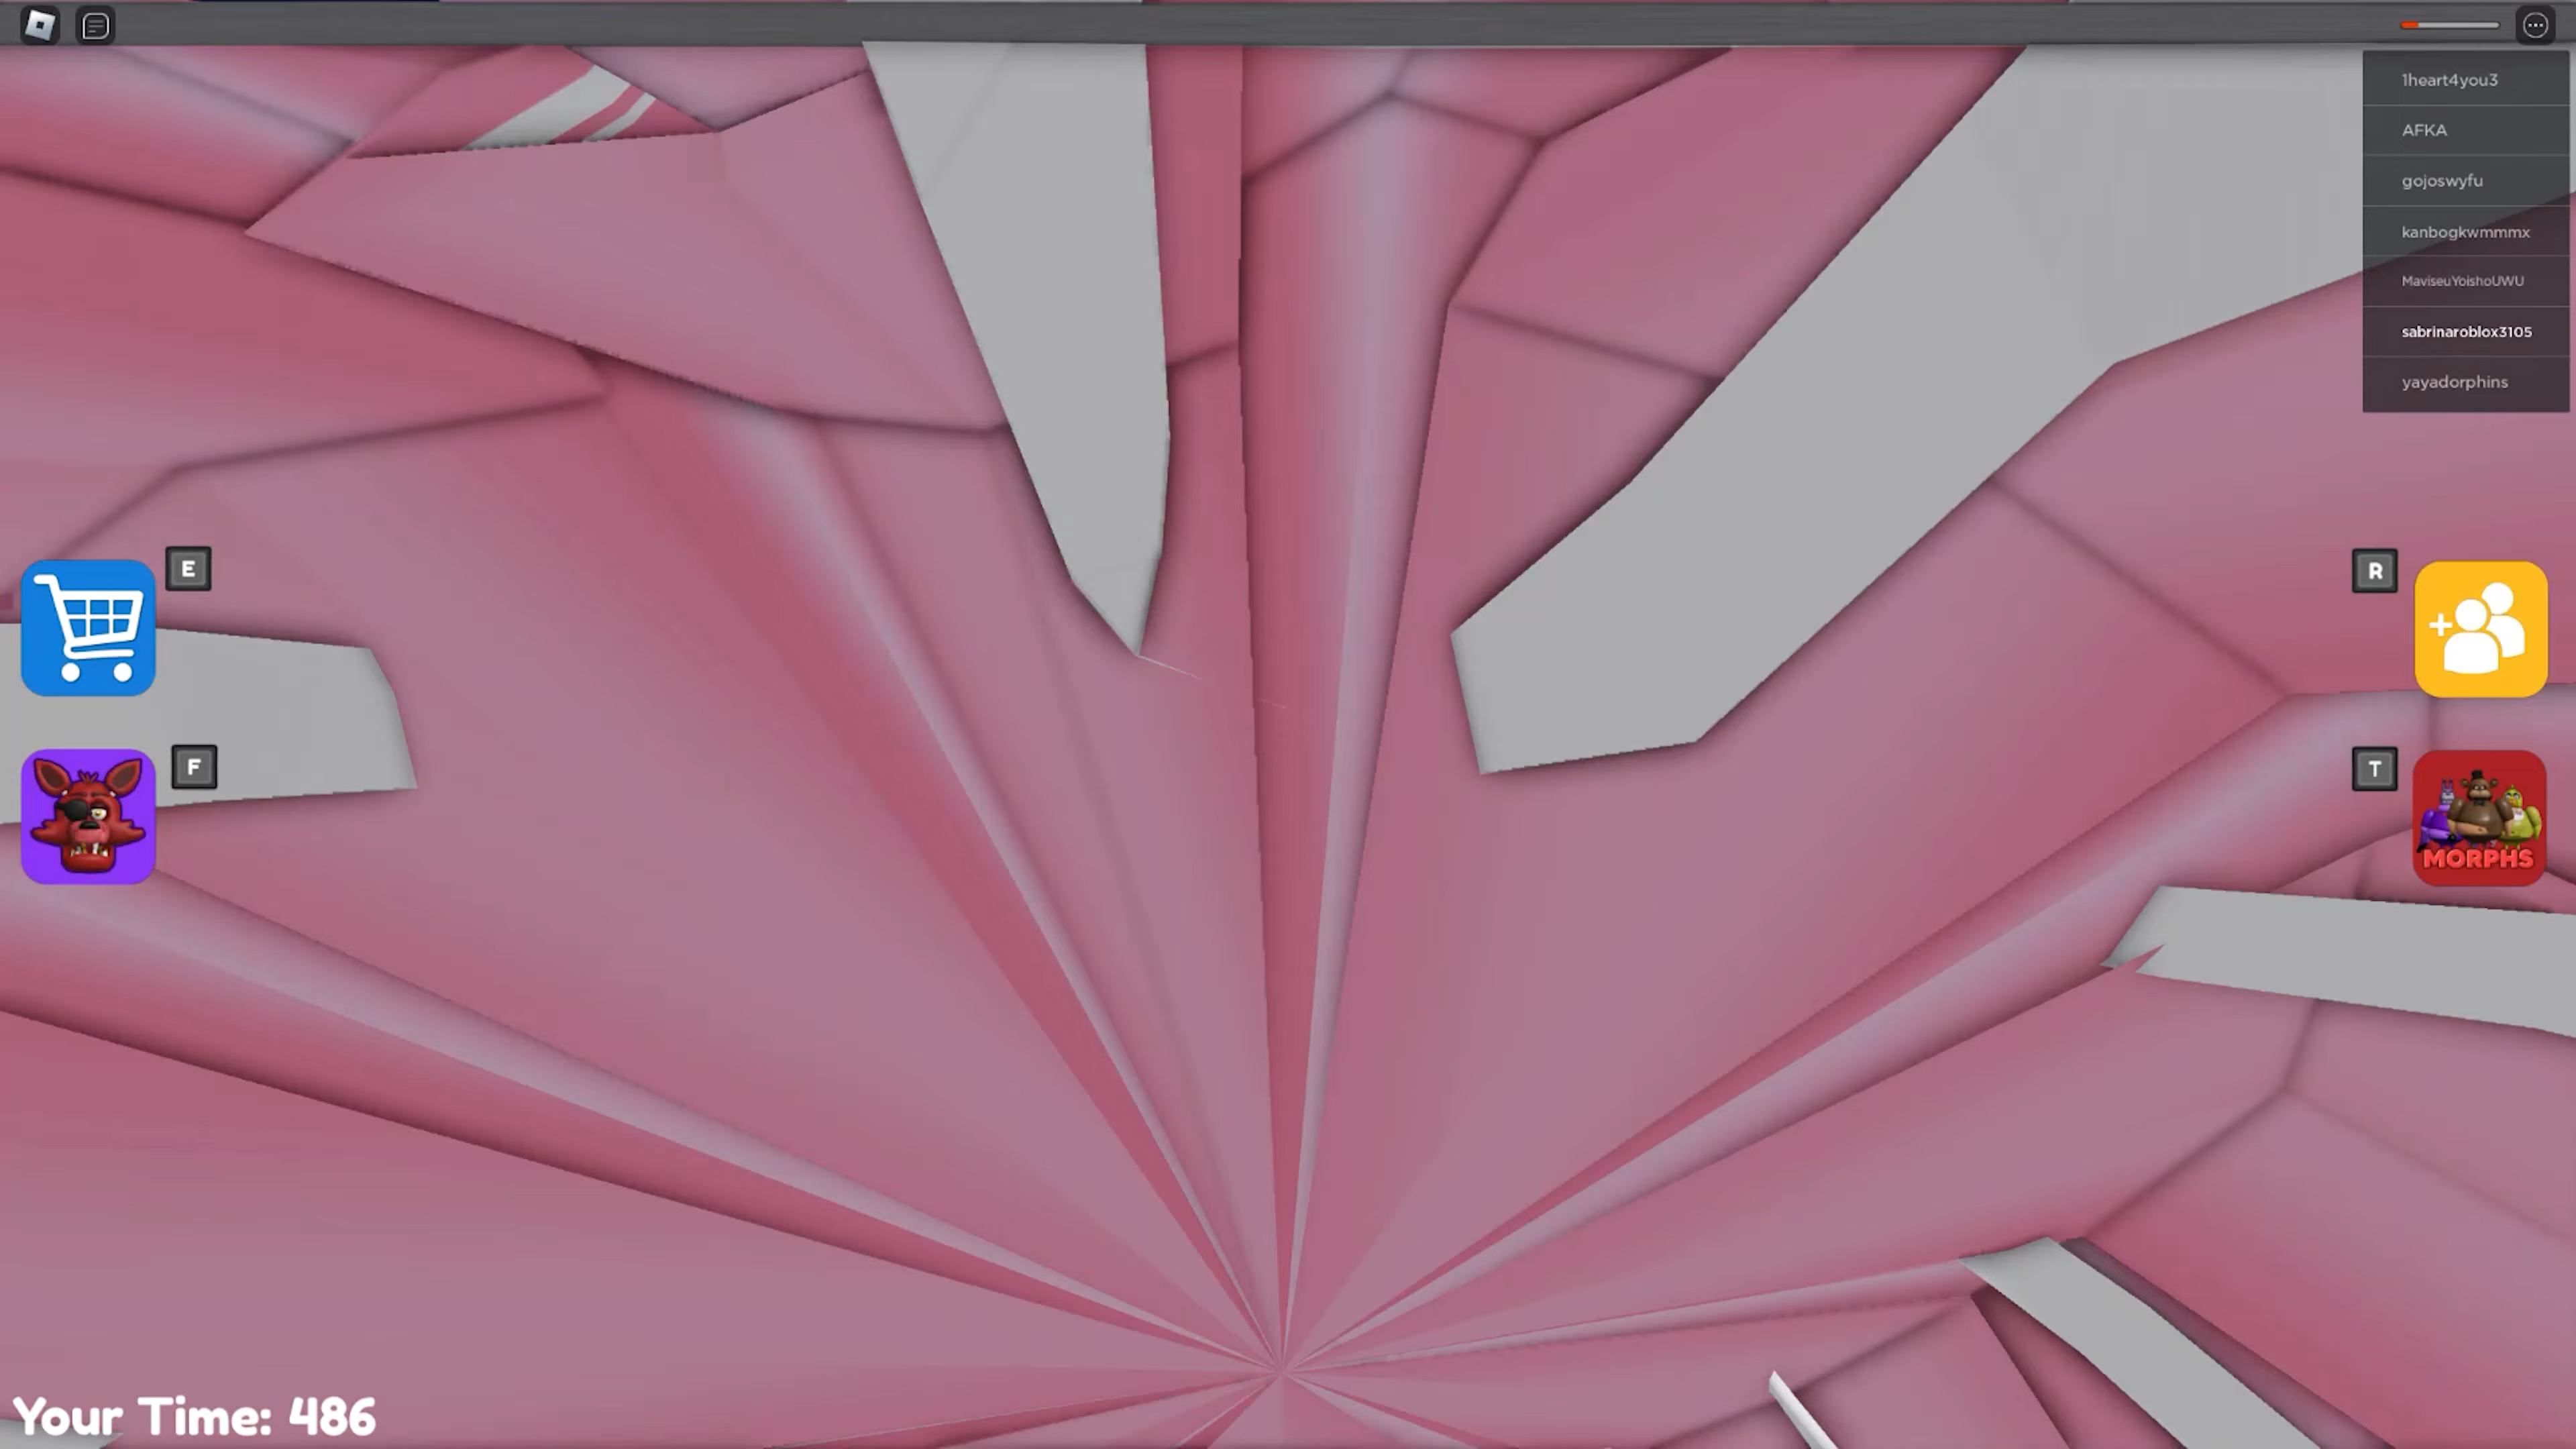 1heart4you3
AFKA
gojoswyfu
kanbogkwmmmx
MaviseuYoishoUWU
sabrinaroblox3105
yayadorphins
E
R
F
T
MORPHS
Your Time: 486